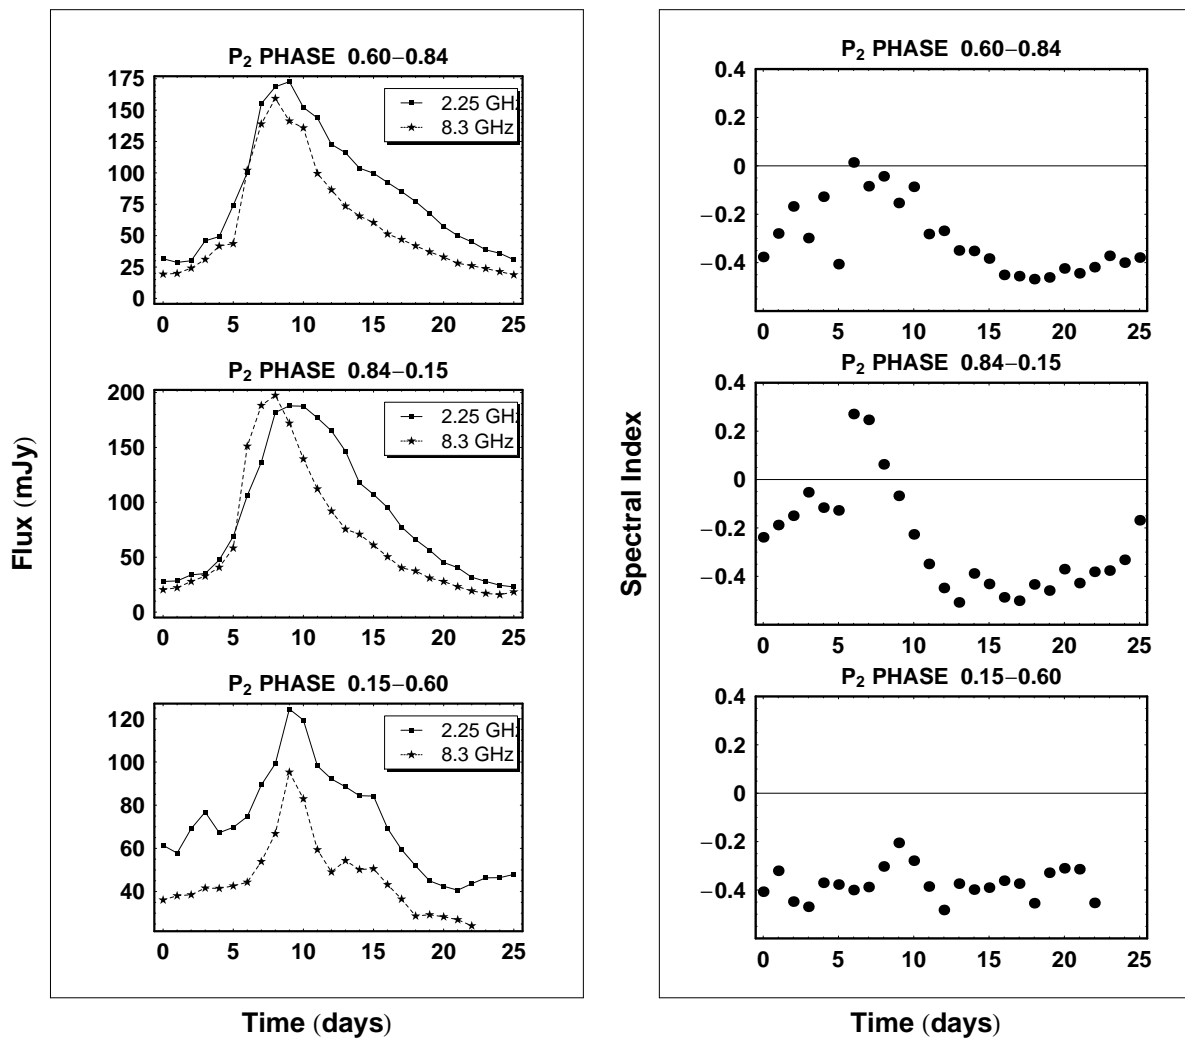 P2 PHASE 0.60−0.84
175
150
125
100
75
50
25
0
2.25 GHz
8.3 GHz
0 5 10 15 20 25
P2 PHASE 0.84−0.15
200
150
100
50
0
2.25 GHz
8.3 GHz
0 5 10 15 20 25
P2 PHASE 0.15−0.60
120
100
80
60
40
2.25 GHz
8.3 GHz
0 5 10 15 20 25
Flux (mJy)
Time (days)
P2 PHASE 0.60−0.84
0.4
0.2
0
−0.2
−0.4
0 5 10 15 20 25
P2 PHASE 0.84−0.15
0.4
0.2
0
−0.2
−0.4
0 5 10 15 20 25
P2 PHASE 0.15−0.60
0.4
0.2
0
−0.2
−0.4
0 5 10 15 20 25
Spectral Index
Time (days)